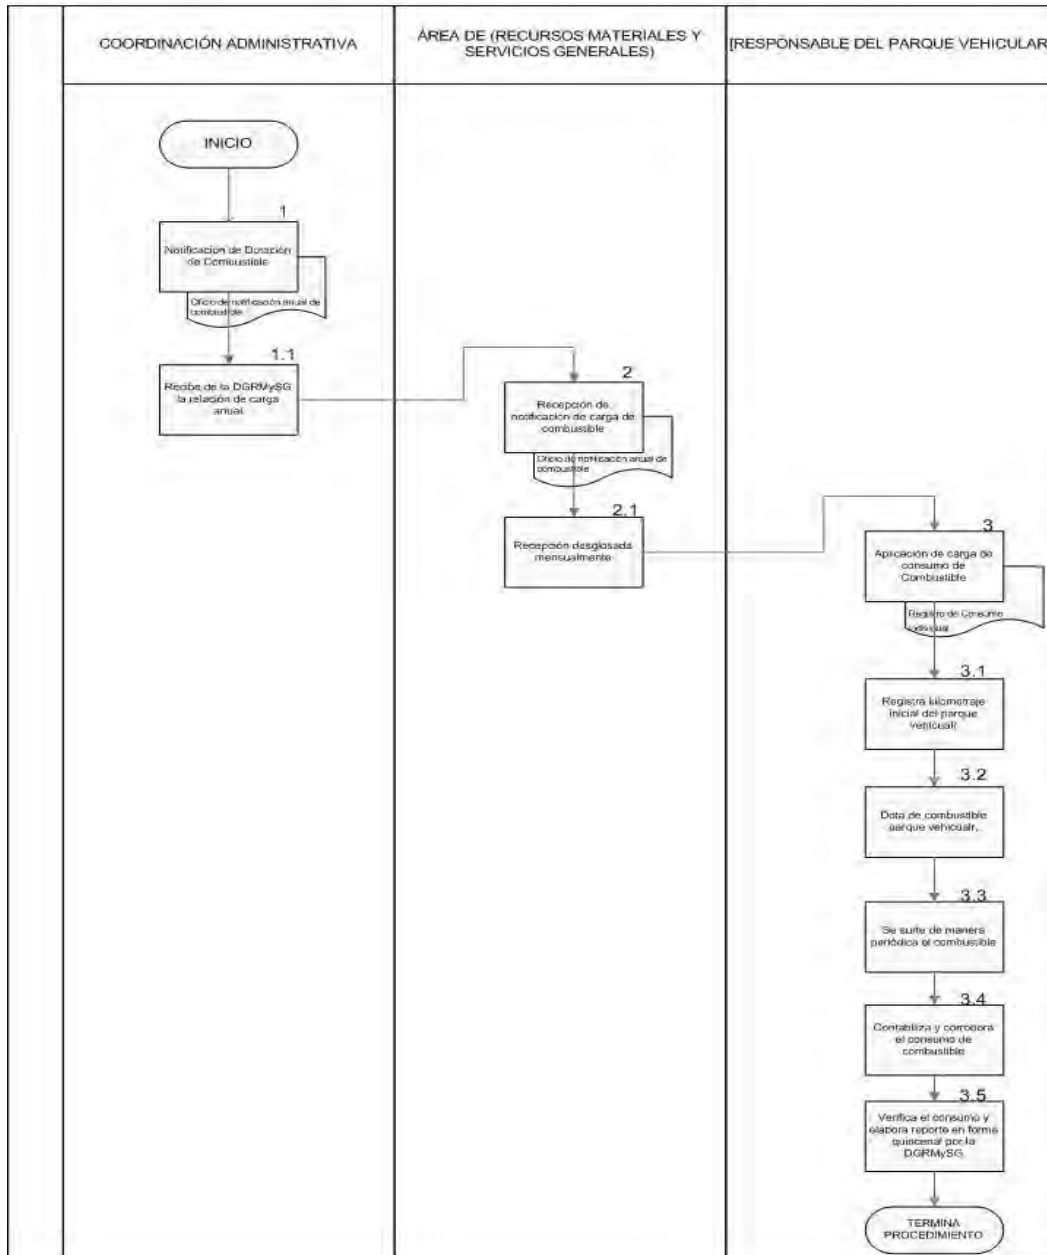 COORDINACIÓN ADMINISTRATIVA
ÁREA DE (RECURSOS MATERIALES Y
SERVICIOS GENERALES)
[RESPONSABLE DEL PARQUE VEHICULAR
INICIO
1
Notificación de Dotación
de Combustible
Oficio de notificación anual de
combustible
1.1
Recibe de la DGRMySG
la relación de carga
anual
2
Recepción de
notificación de carga de
combustible
Oficio de notificación anual de
combustible
2.1
Recepción desglosada
mensualmente
3
Aplicación de carga de
consumo de
Combustible
Registro de Consumo
individual
3.1
Registra kilometraje
inicial del parque
vehicualr
3.2
Dota de combustible
parque vehicualr.
3.3
Se surte de manera
periódica el combustible
3.4
Contabiliza y corrobora
el consumo de
combustible
3.5
Verifica el consumo y
elabora reporte en forma
quincenal por la
DGRMySG
TERMINA
PROCEDIMIENTO